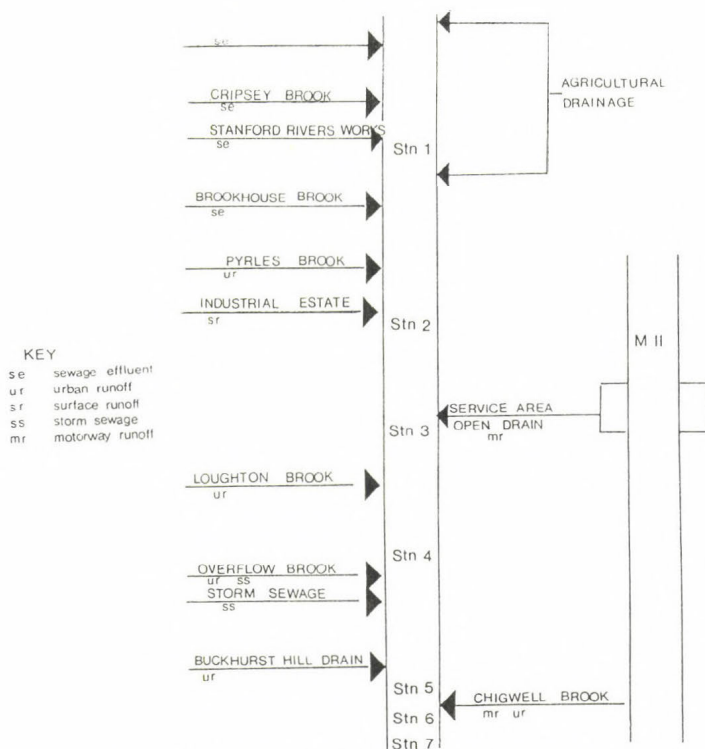 se
CRIPSEY BROOK
se
STANFORD RIVERS WORKS
se
Stn 1
AGRICULTURAL
DRAINAGE
BROOKHOUSE BROOK
se
PYRLES BROOK
ur
INDUSTRIAL ESTATE
sr
Stn 2
M II
KEY
se sewage effluent
ur urban runoff
sr surface runoff
ss storm sewage
mr motorway runoff
SERVICE AREA
OPEN DRAIN
mr
Stn 3
LOUGHTON BROOK
ur
Stn 4
OVERFLOW BROOK
ur ss
STORM SEWAGE
ss
BUCKHURST HILL DRAIN
ur
Stn 5
CHIGWELL BROOK
mr ur
Stn 6
Stn 7